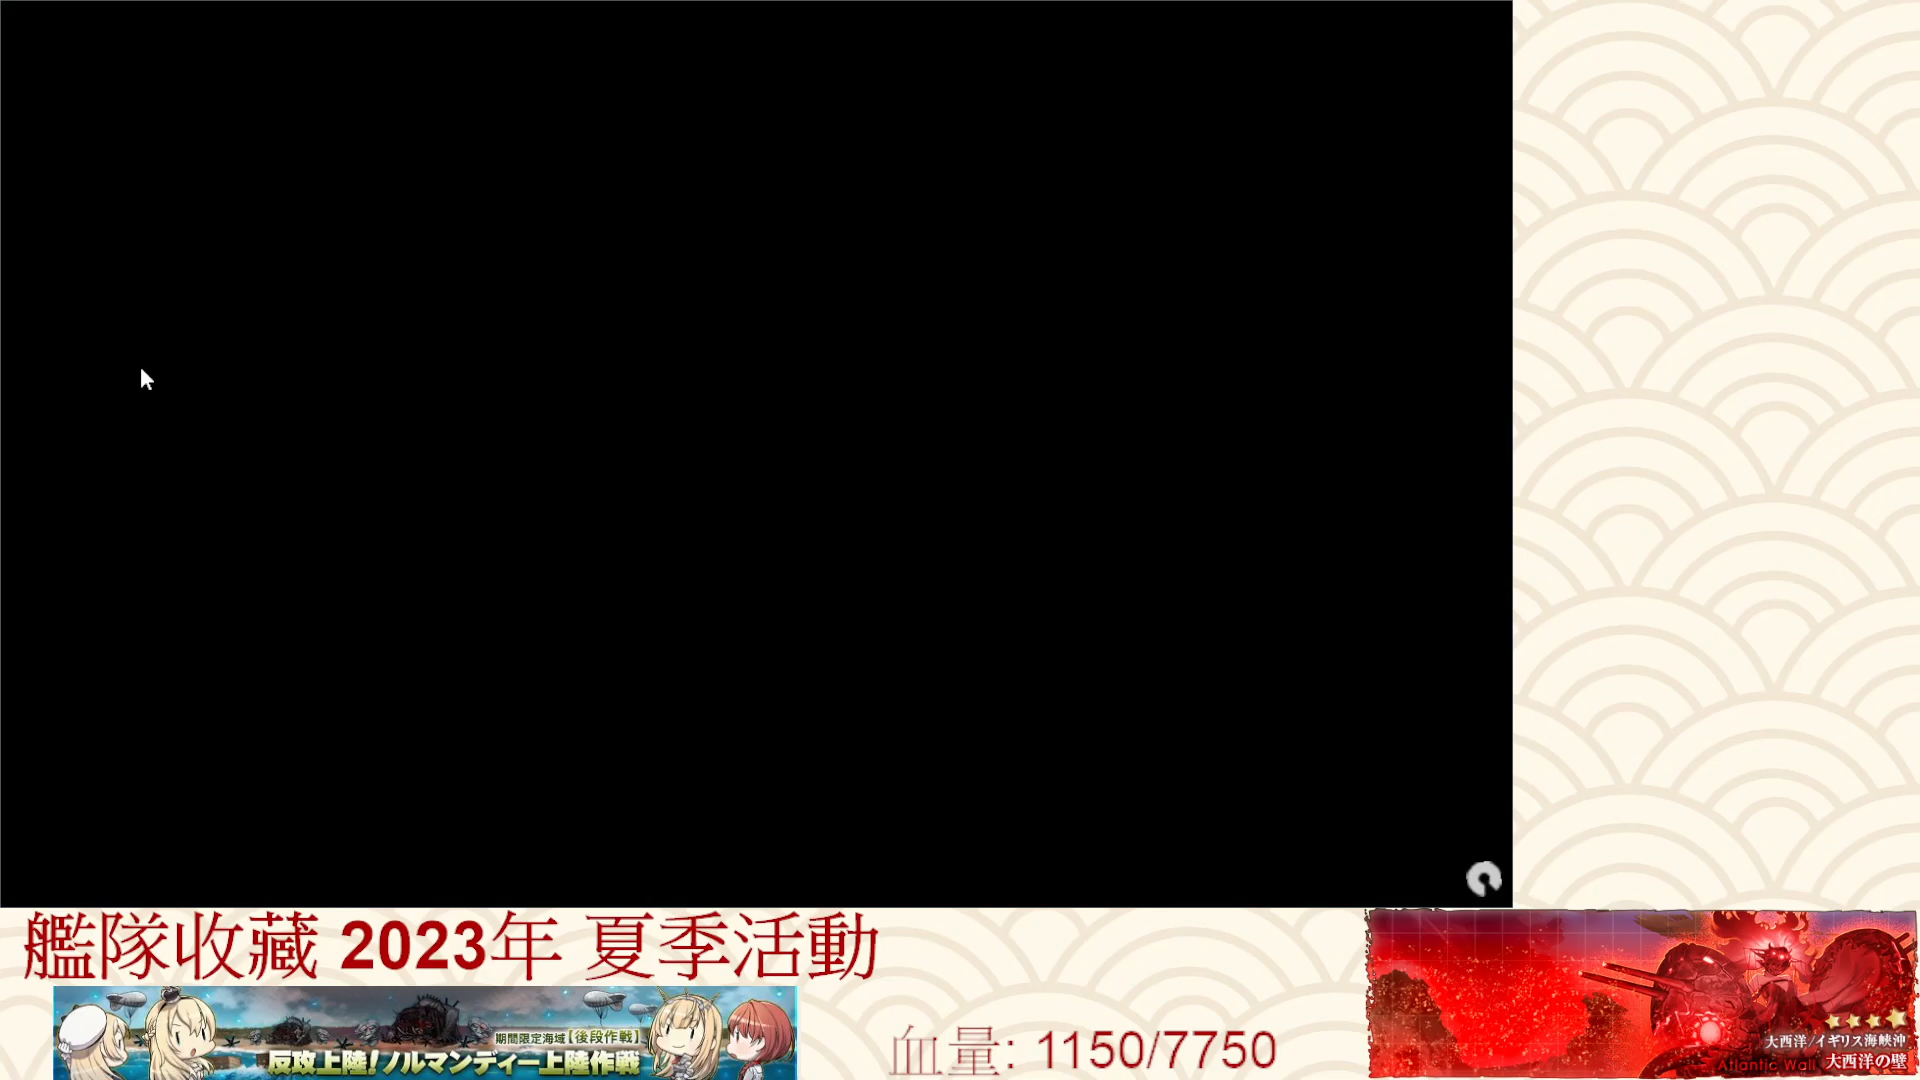 艦隊收藏 2023年 夏季活動
期間限定海域【後段作戦】
反攻上陸！ノルマンディー上陸作戦
血量: 1150/7750
大西洋/イギリス海峡沖
Atlantic Wall 大西洋の壁